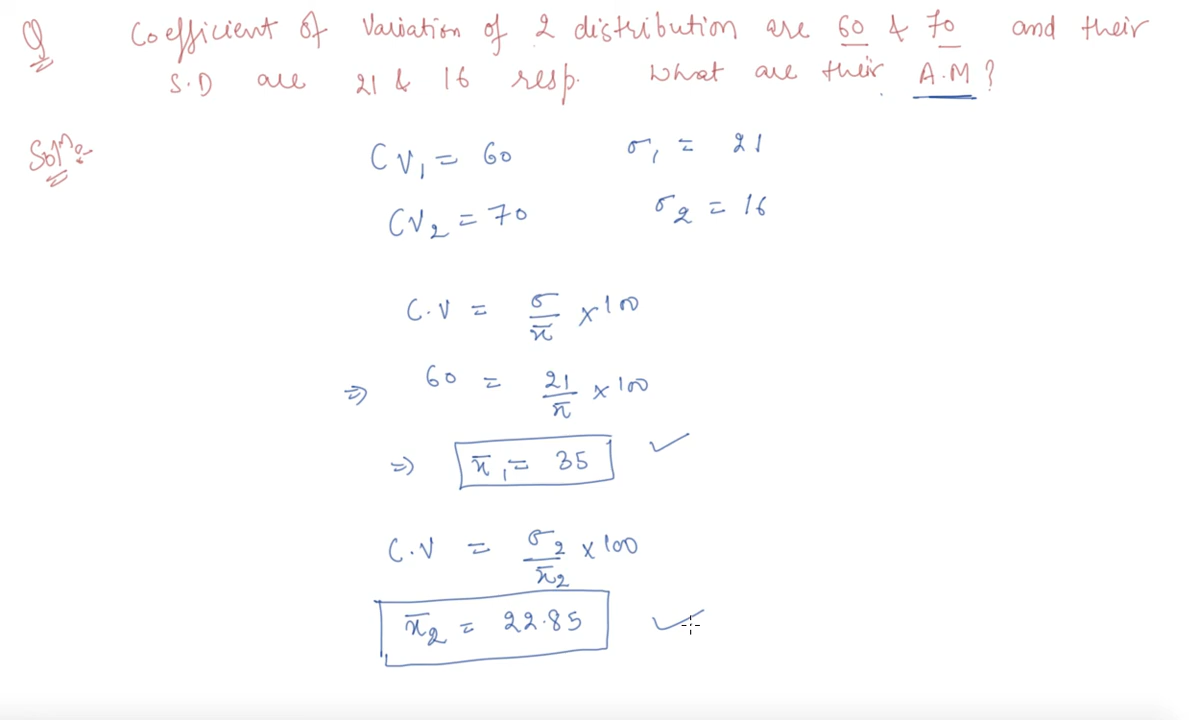 Q Coefficient of Variation of 2 distribution are 60 & 70 and their
S.D are 21 & 16 resp. What are their A.M?
Solⁿ:-
CV₁ = 60 σ₁ = 21
CV₂ = 70 σ₂ = 16
C.V = σ/x̄ × 100
⇒ 60 = 21/x̄ × 100
⇒ x̄₁ = 35 ✓
C.V = σ₂/x̄₂ × 100
x̄₂ = 22.85 ✓